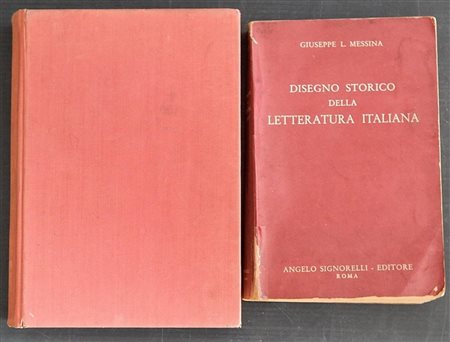 GIUSEPPE L. MESSINA
DISEGNO STORICO
DELLA
LETTERATURA ITALIANA
ANGELO SIGNORELLI - EDITORE
ROMA